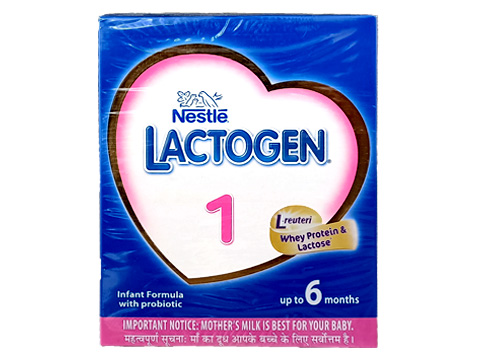 Nestlé
LACTOGEN
1
L-reuteri
Whey Protein &
Lactose
Infant Formula
with probiotic
up to 6 months
IMPORTANT NOTICE: MOTHER'S MILK IS BEST FOR YOUR BABY.
महत्वपूर्ण सूचना: माँ का दूध आपके बच्चे के लिए सर्वोत्तम है।